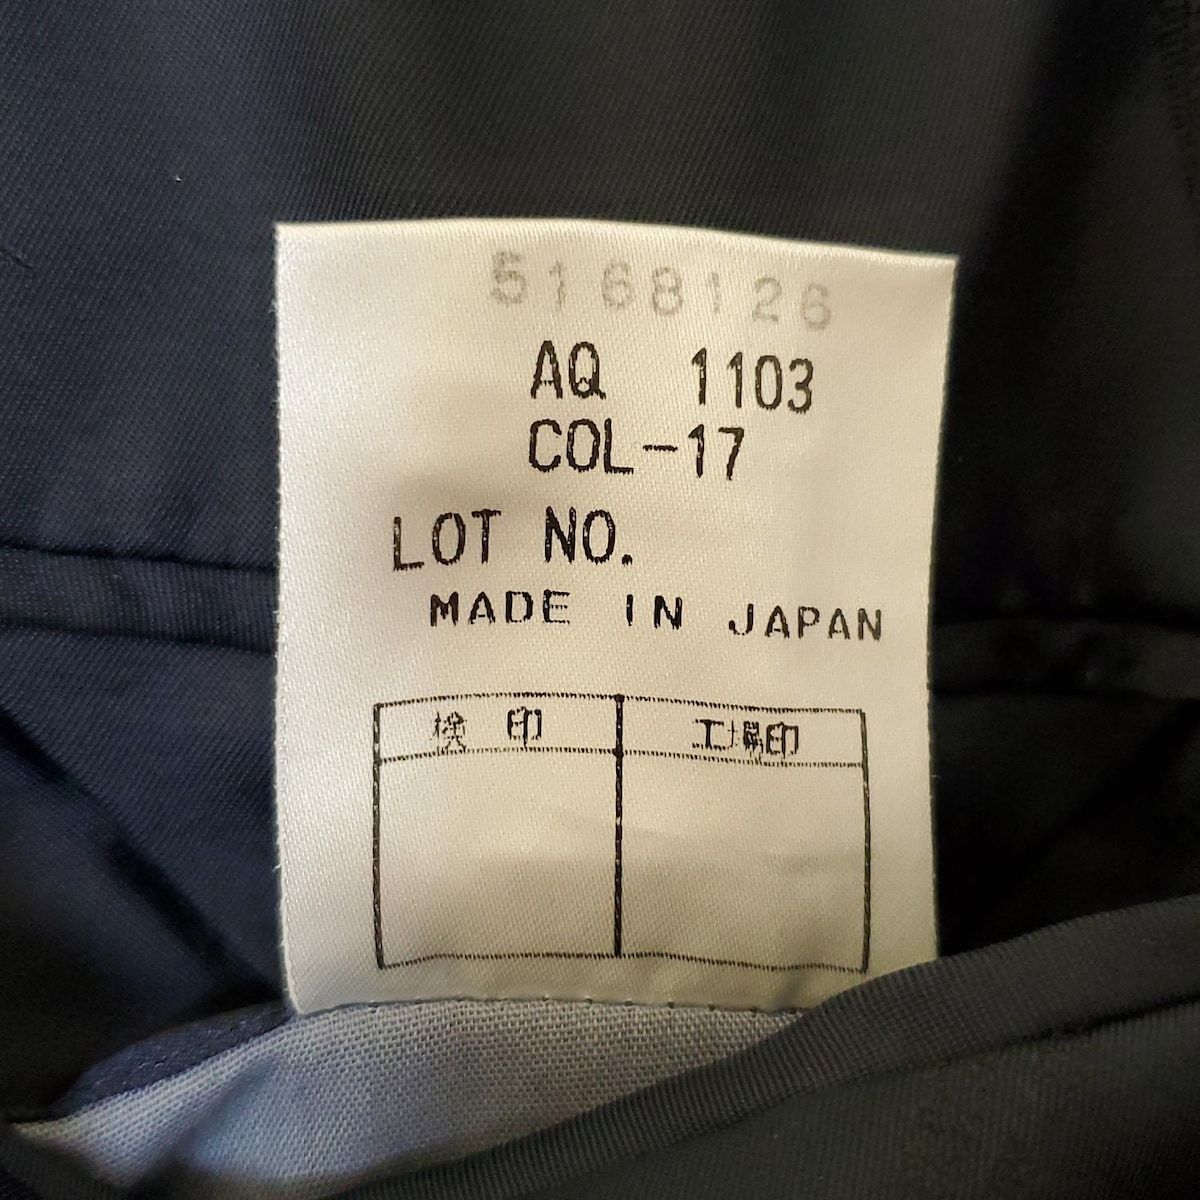 5168126
AQ 1103
COL-17
LOT NO.
MADE IN JAPAN
検 印 工場印